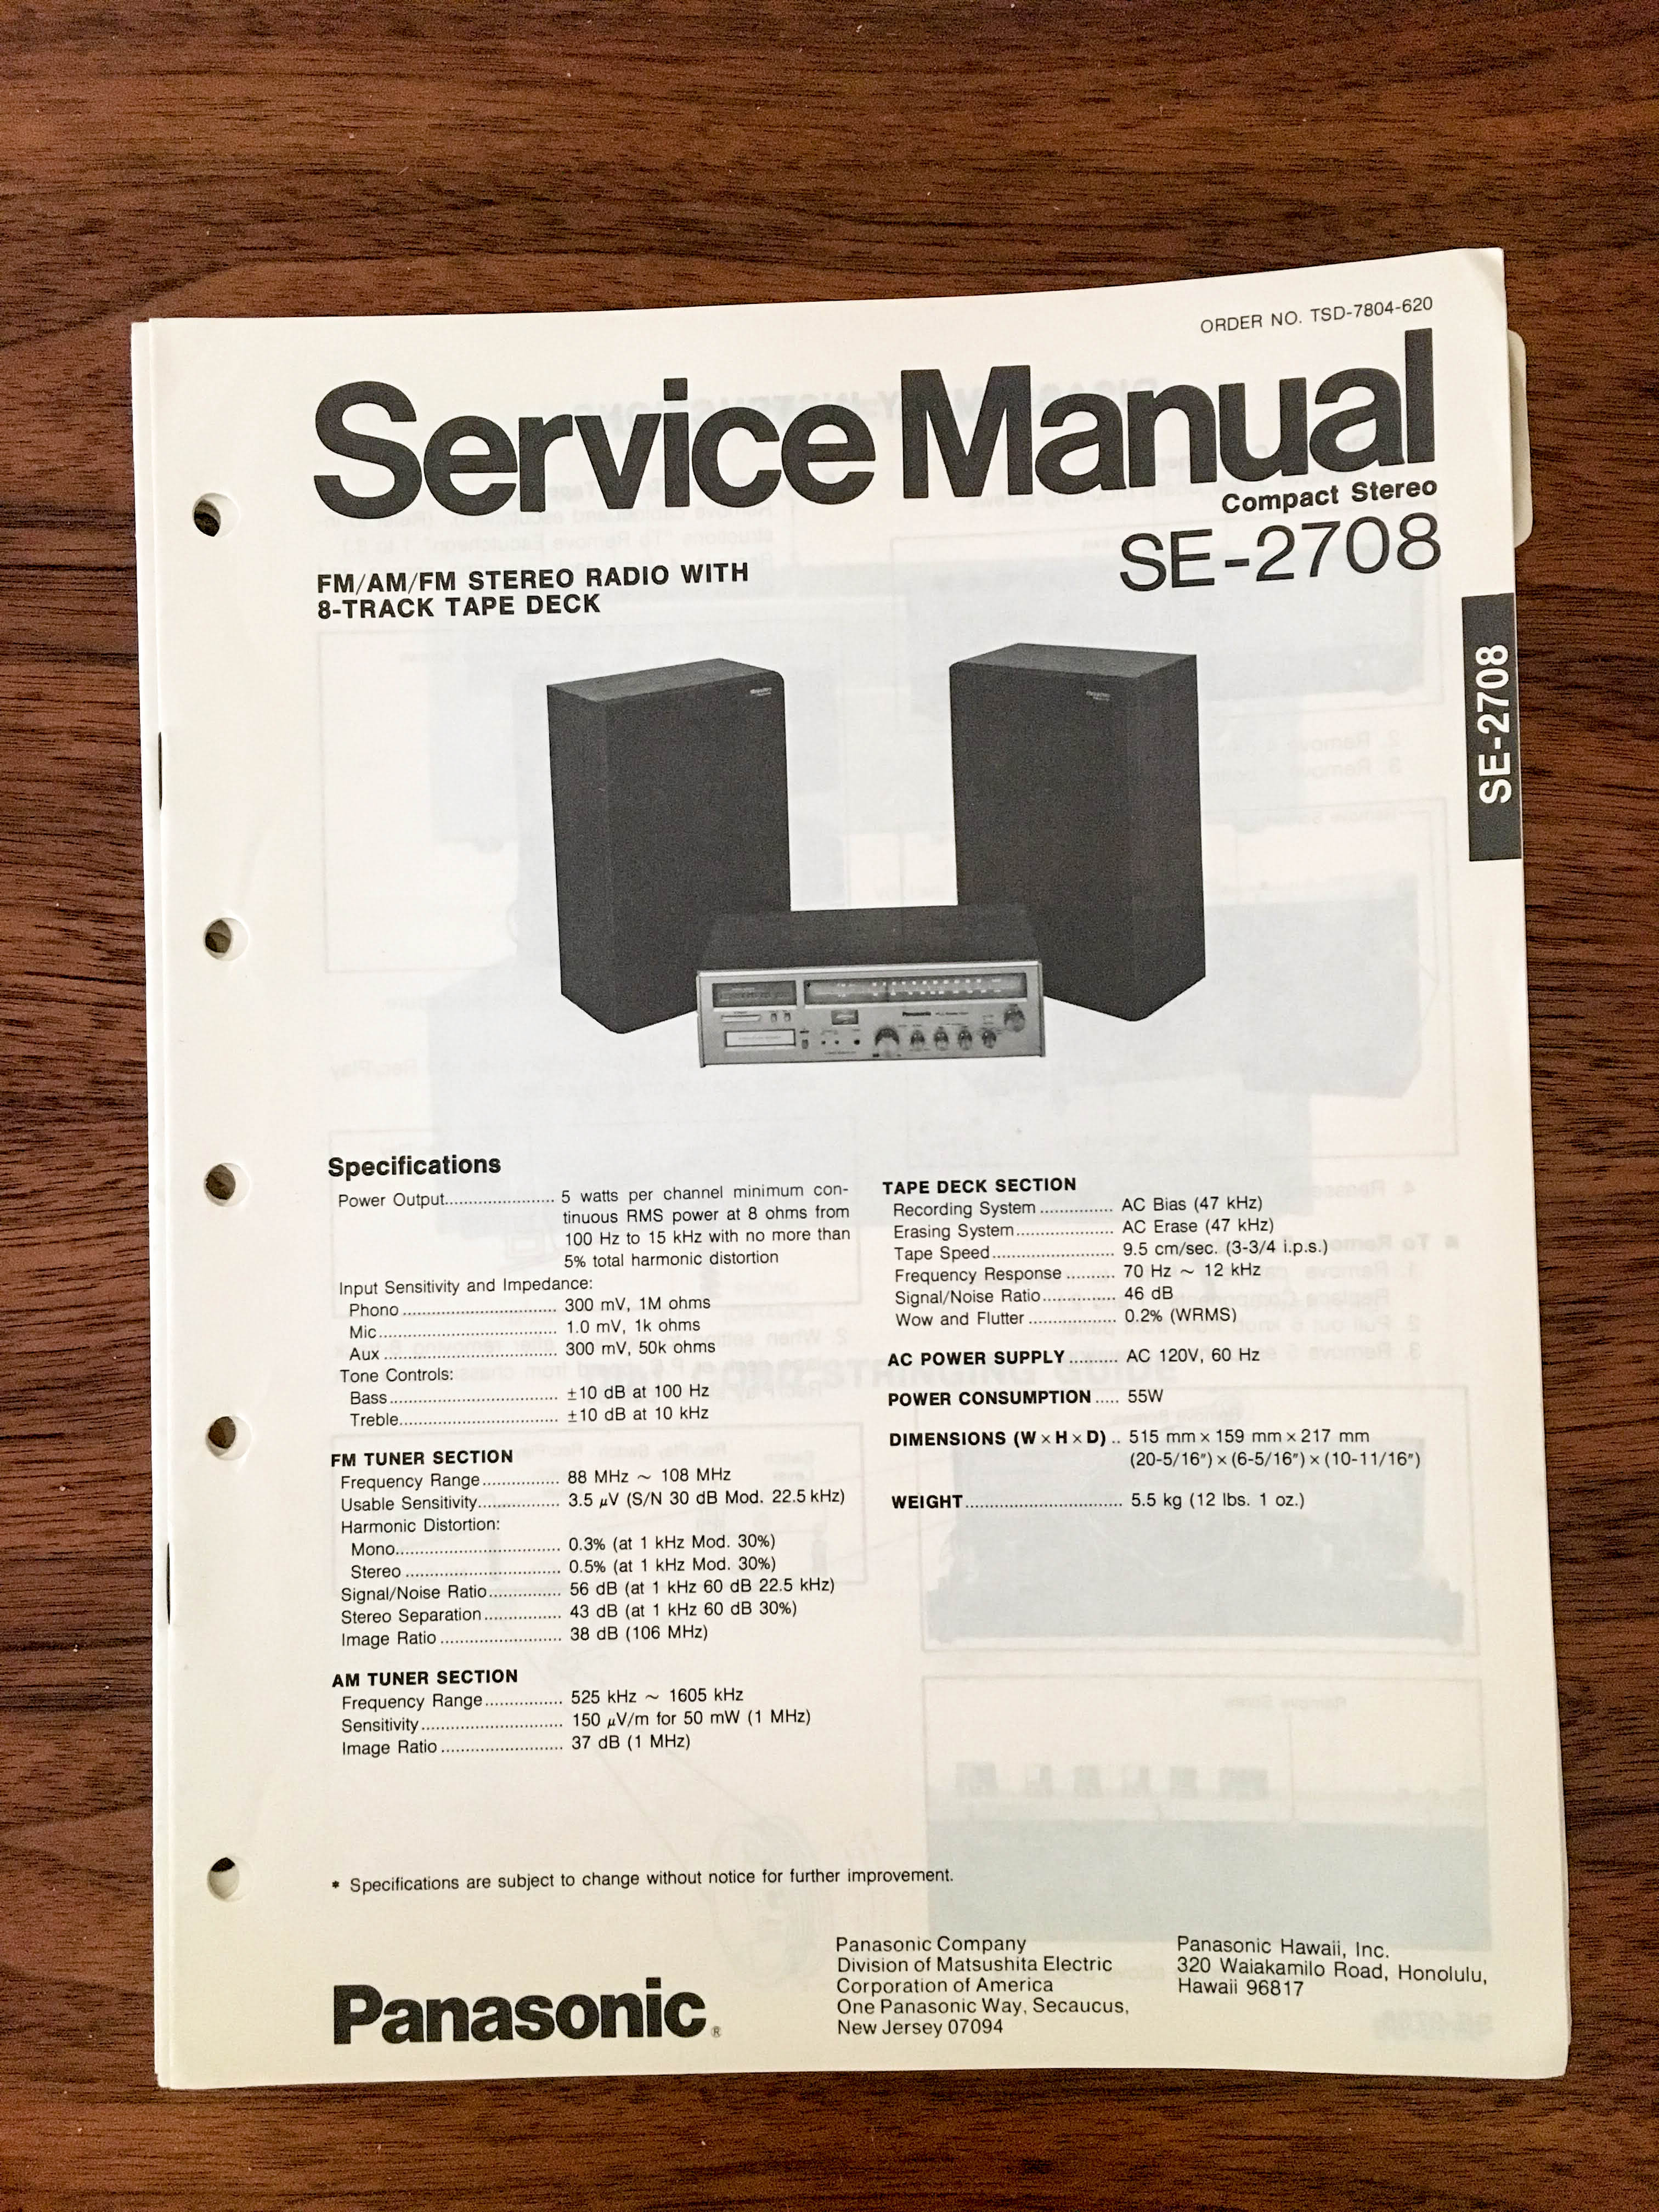 ORDER NO. TSD-7804-620
Service Manual
Compact Stereo
SE-2708
FM/AM/FM STEREO RADIO WITH
8-TRACK TAPE DECK
SE-2708
Panasonic
Specifications
Power Output....................... 5 watts per channel minimum con-
tinuous RMS power at 8 ohms from
100 Hz to 15 kHz with no more than
5% total harmonic distortion
Input Sensitivity and Impedance:
Phono ................................ 300 mV, 1M ohms
Mic..................................... 1.0 mV, 1k ohms
Aux .................................... 300 mV, 50k ohms
Tone Controls:
Bass................................... ±10 dB at 100 Hz
Treble................................. ±10 dB at 10 kHz
FM TUNER SECTION
Frequency Range................ 88 MHz ~ 108 MHz
Usable Sensitivity................. 3.5 μV (S/N 30 dB Mod. 22.5 kHz)
Harmonic Distortion:
Mono.................................. 0.3% (at 1 kHz Mod. 30%)
Stereo ................................ 0.5% (at 1 kHz Mod. 30%)
Signal/Noise Ratio............... 56 dB (at 1 kHz 60 dB 22.5 kHz)
Stereo Separation................ 43 dB (at 1 kHz 60 dB 30%)
Image Ratio ......................... 38 dB (106 MHz)
AM TUNER SECTION
Frequency Range................ 525 kHz ~ 1605 kHz
Sensitivity............................. 150 μV/m for 50 mW (1 MHz)
Image Ratio ......................... 37 dB (1 MHz)
TAPE DECK SECTION
Recording System ............... AC Bias (47 kHz)
Erasing System.................... AC Erase (47 kHz)
Tape Speed......................... 9.5 cm/sec. (3-3/4 i.p.s.)
Frequency Response .......... 70 Hz ~ 12 kHz
Signal/Noise Ratio............... 46 dB
Wow and Flutter .................. 0.2% (WRMS)
AC POWER SUPPLY.......... AC 120V, 60 Hz
POWER CONSUMPTION..... 55W
DIMENSIONS (W×H×D).. 515 mm×159 mm×217 mm
(20-5/16″)×(6-5/16″)×(10-11/16″)
WEIGHT................................ 5.5 kg (12 lbs. 1 oz.)
* Specifications are subject to change without notice for further improvement.
Panasonic®
Panasonic Company
Division of Matsushita Electric
Corporation of America
One Panasonic Way, Secaucus,
New Jersey 07094
Panasonic Hawaii, Inc.
320 Waiakamilo Road, Honolulu,
Hawaii 96817